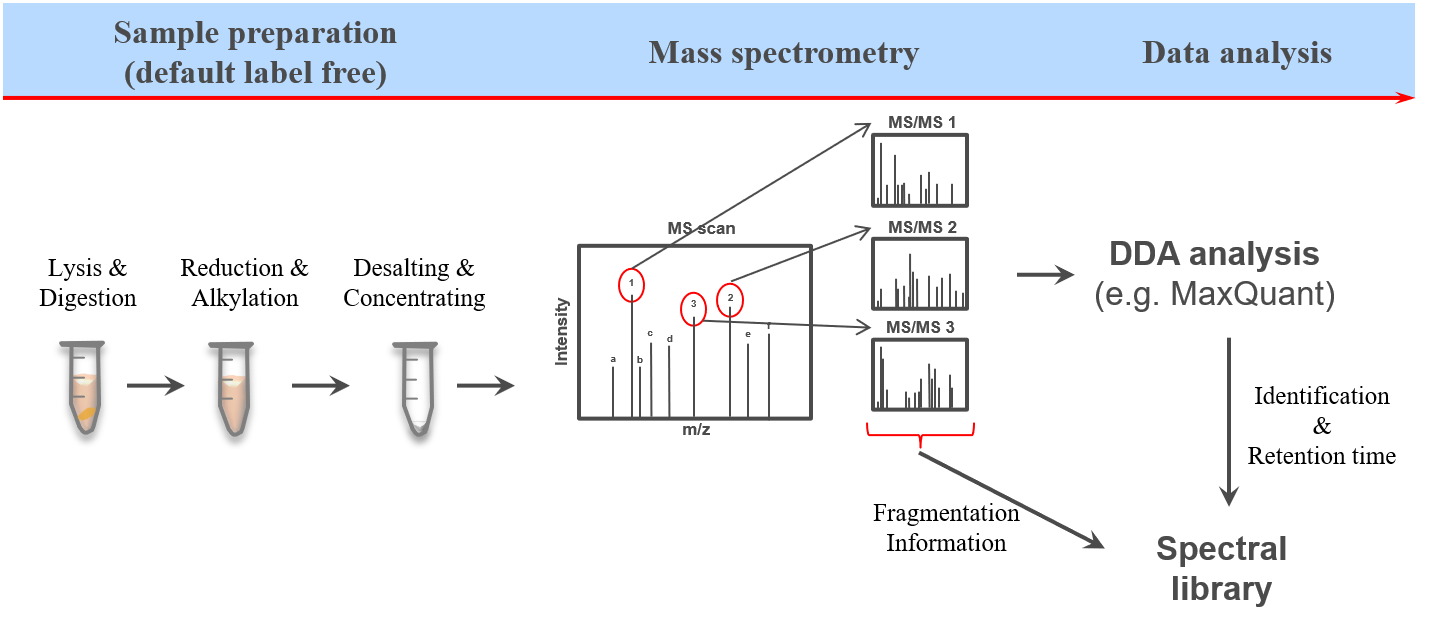 Sample preparation
(default label free)
Mass spectrometry
Data analysis
Lysis &
Digestion
Reduction &
Alkylation
Desalting &
Concentrating
MS scan
Intensity
m/z
1
3
2
a
b
c
d
e
f
MS/MS 1
MS/MS 2
MS/MS 3
DDA analysis
(e.g. MaxQuant)
Identification
&
Retention time
Fragmentation
Information
Spectral
library